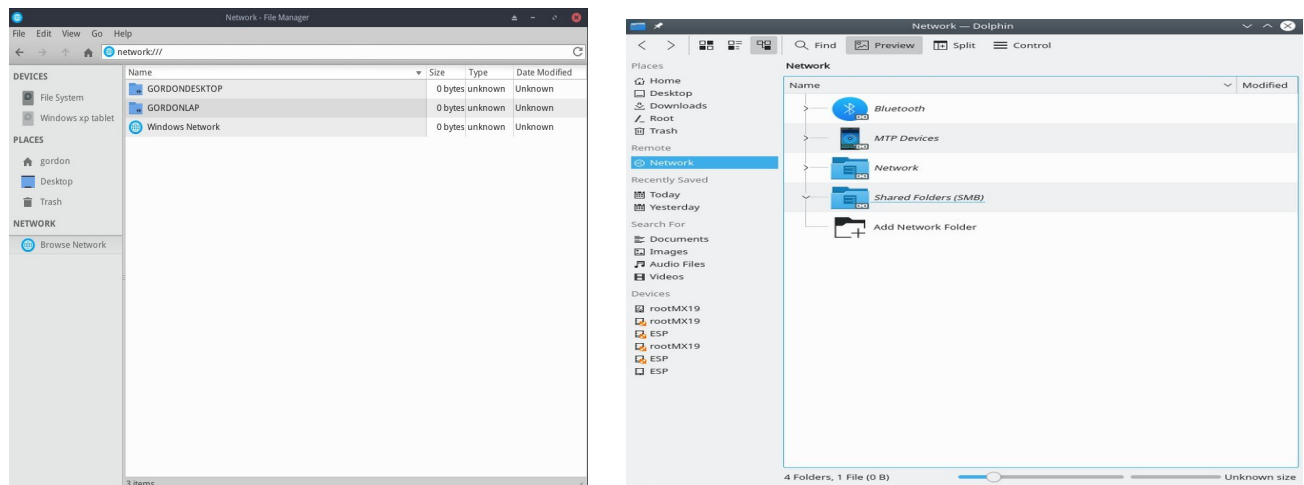 Network - File Manager
File Edit View Go Help
network:///
DEVICES
File System
Windows xp tablet
PLACES
gordon
Desktop
Trash
NETWORK
Browse Network
Name Size Type Date Modified
GORDONDESKTOP 0 bytes unknown Unknown
GORDONLAP 0 bytes unknown Unknown
Windows Network 0 bytes unknown Unknown
3 items
Network — Dolphin
Find Preview Split Control
Places
Home
Desktop
Downloads
Root
Trash
Remote
Network
Recently Saved
Today
Yesterday
Search For
Documents
Images
Audio Files
Videos
Devices
rootMX19
rootMX19
ESP
rootMX19
ESP
ESP
Network
Name Modified
Bluetooth
MTP Devices
Network
Shared Folders (SMB)
Add Network Folder
4 Folders, 1 File (0 B) Unknown size